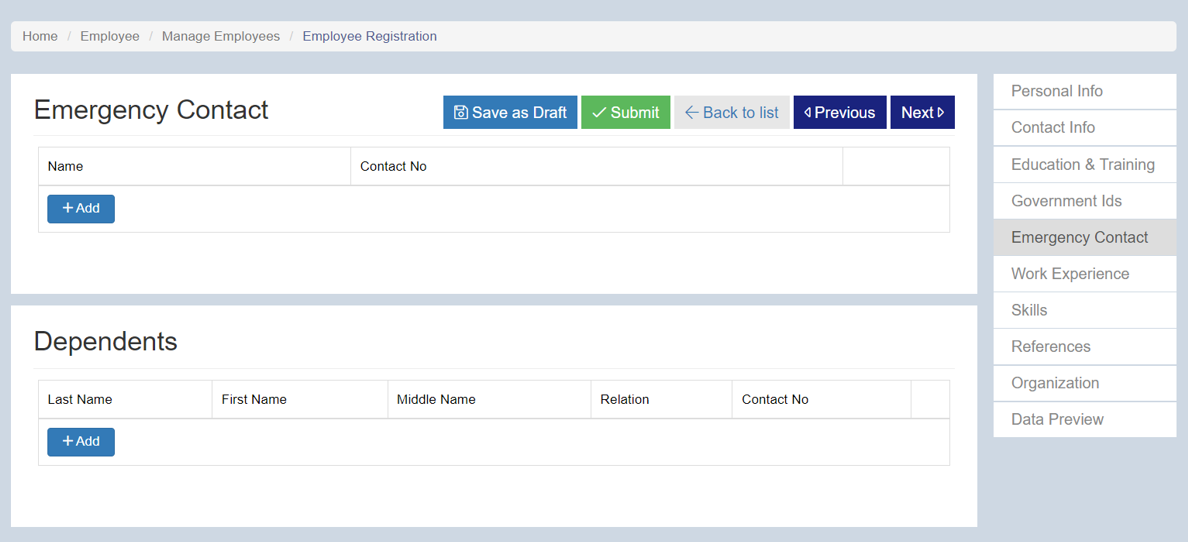 Home / Employee / Manage Employees / Employee Registration
Emergency Contact
Save as Draft Submit Back to list Previous Next
Name Contact No
+ Add
Dependents
Last Name First Name Middle Name Relation Contact No
+ Add
Personal Info
Contact Info
Education & Training
Government Ids
Emergency Contact
Work Experience
Skills
References
Organization
Data Preview